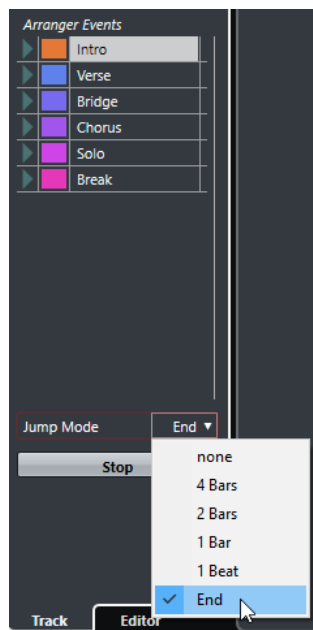 Arranger Events
Intro
Verse
Bridge
Chorus
Solo
Break
Jump Mode End
Stop
none
4 Bars
2 Bars
1 Bar
1 Beat
End
Track Editor